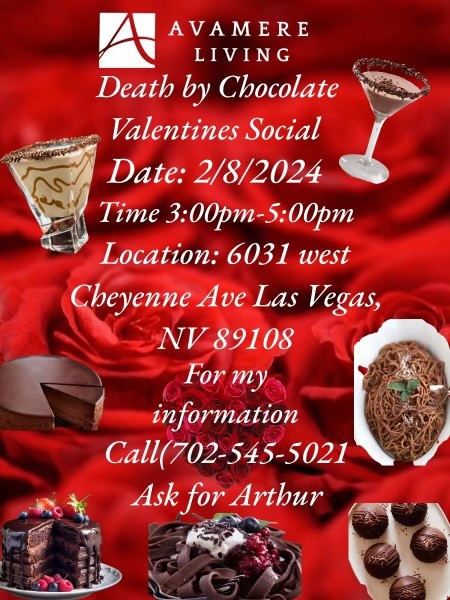 AVAMERE
LIVING
Death by Chocolate
Valentines Social
Date: 2/8/2024
Time 3:00pm-5:00pm
Location: 6031 west
Cheyenne Ave Las Vegas,
NV 89108
For my
information
Call(702-545-5021
Ask for Arthur